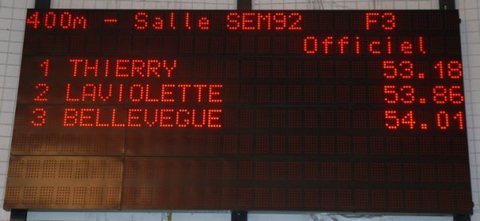 400m - Salle SEM92 F3
Officiel
1 THIERRY 53.18
2 LAVIOLETTE 53.86
3 BELLEVEGUE 54.01